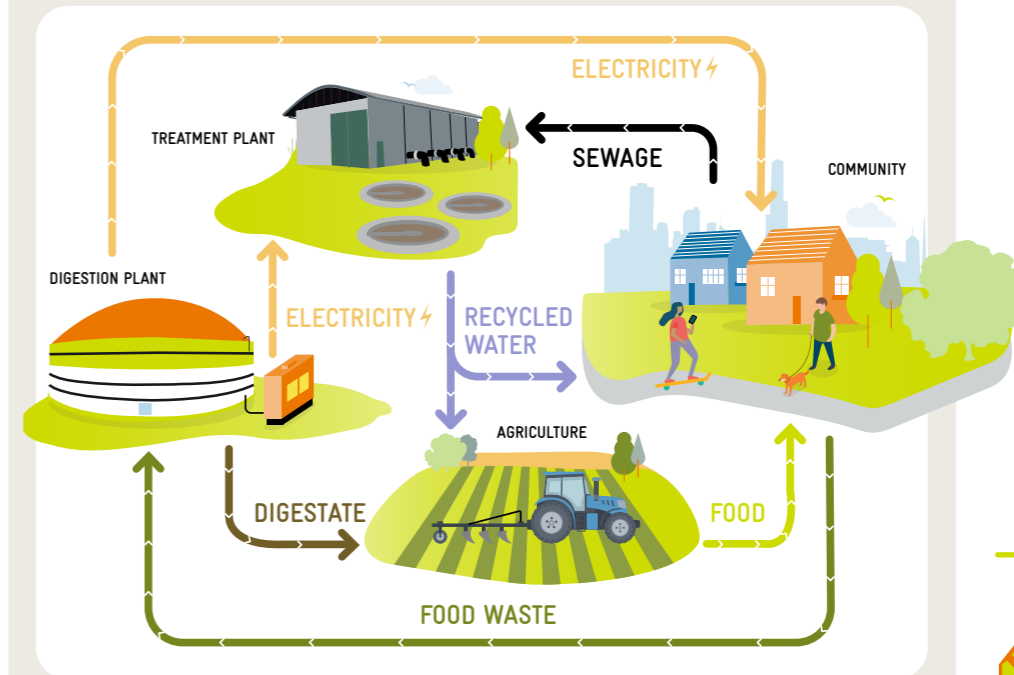 ELECTRICITY
TREATMENT PLANT
SEWAGE
COMMUNITY
DIGESTION PLANT
ELECTRICITY
RECYCLED
WATER
AGRICULTURE
DIGESTATE
FOOD
FOOD WASTE